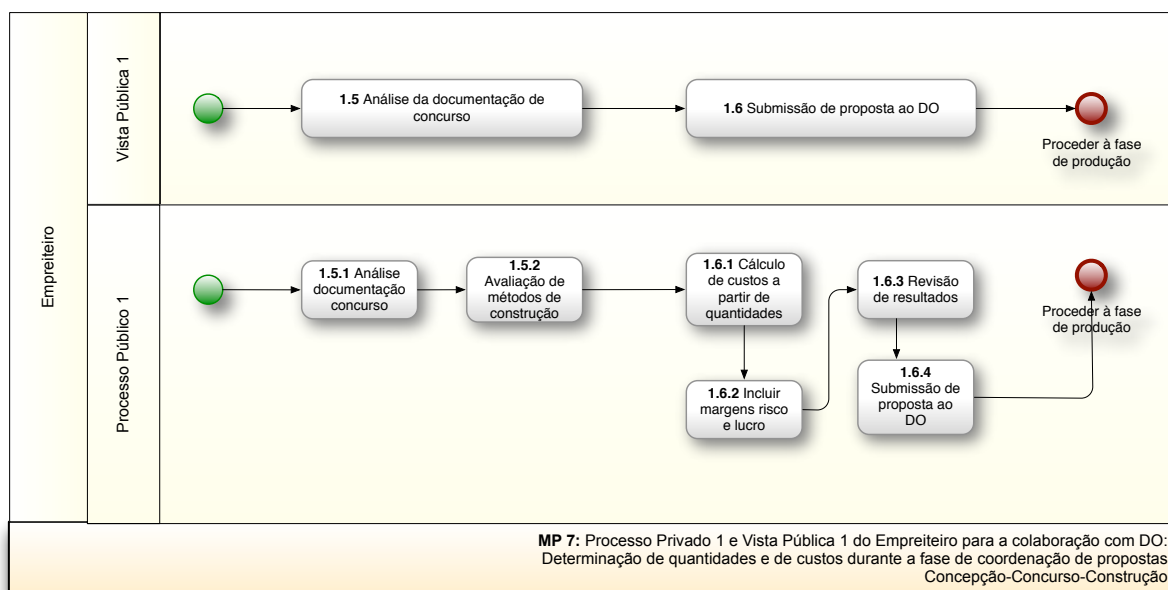 Empreiteiro
Vista Pública 1
1.5 Análise da documentação de
concurso
1.6 Submissão de proposta ao DO
Proceder à fase
de produção
Processo Público 1
1.5.1 Análise
documentação
concurso
1.5.2
Avaliação de
métodos de
construção
1.6.1 Cálculo
de custos a
partir de
quantidades
1.6.2 Incluir
margens risco
e lucro
1.6.3 Revisão
de resultados
1.6.4
Submissão de
proposta ao
DO
Proceder à fase
de produção
MP 7: Processo Privado 1 e Vista Pública 1 do Empreiteiro para a colaboração com DO:
Determinação de quantidades e de custos durante a fase de coordenação de propostas
Concepção-Concurso-Construção